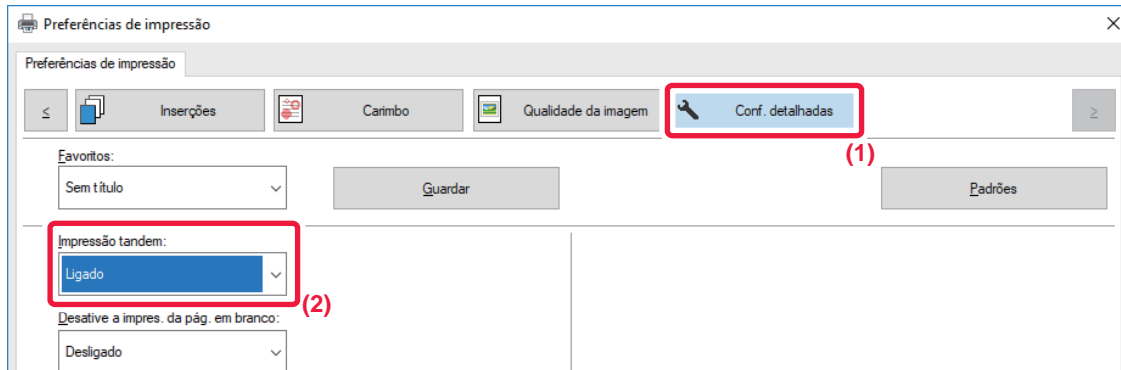 Preferências de impressão
Preferências de impressão
< Inserções Carimbo Qualidade da imagem Conf. detalhadas >
(1)
Favoritos:
Sem título Guardar Padrões
Impressão tandem:
Ligado
(2)
Desative a impres. da pág. em branco:
Desligado